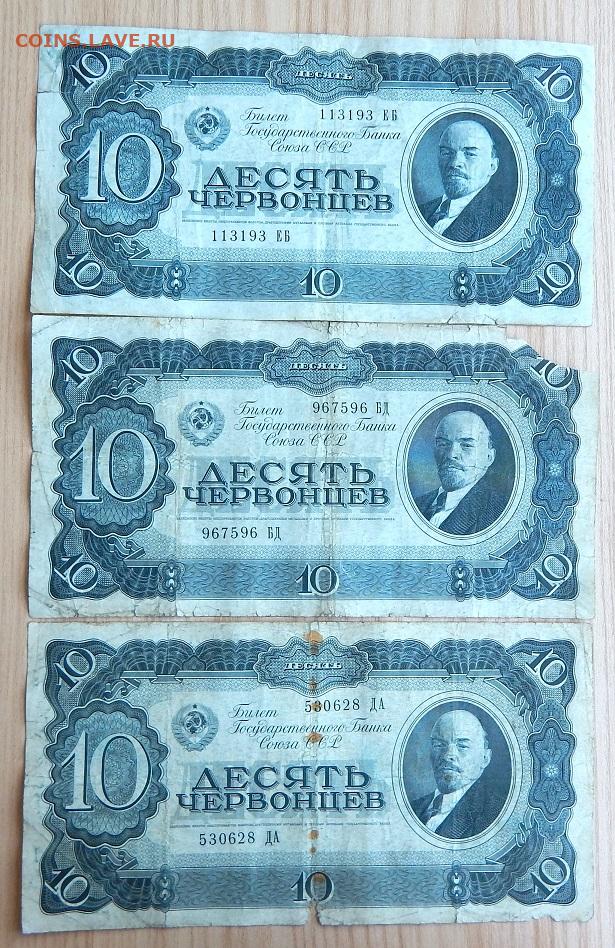 COINS.LAVE.RU
10 ДЕСЯТЬ 10
Билет 113193 ЕБ
Государственного Банка
Союза ССР
10
ДЕСЯТЬ
ЧЕРВОНЦЕВ
113193 ЕБ
10 10 10
10 ДЕСЯТЬ 10
Билет 967596 БД
Государственного Банка
Союза ССР
10
ДЕСЯТЬ
ЧЕРВОНЦЕВ
967596 БД
10 10 10
10 ДЕСЯТЬ 10
Билет 530628 ДА
Государственного Банка
Союза ССР
10
ДЕСЯТЬ
ЧЕРВОНЦЕВ
530628 ДА
10 10 10